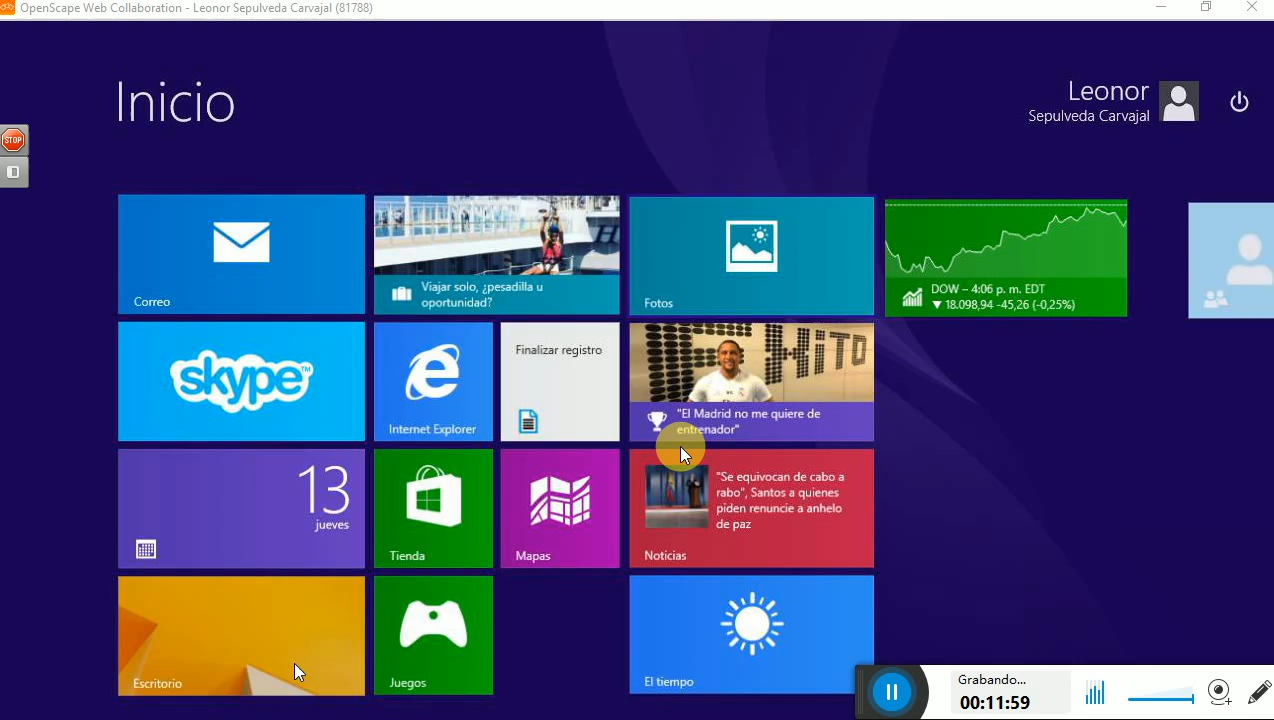 OpenScape Web Collaboration - Leonor Sepulveda Carvajal (81788)
Inicio
Leonor
Sepulveda Carvajal
STOP
Correo
Viajar solo, ¿pesadilla u
oportunidad?
Fotos
DOW – 4:06 p. m. EDT
▼ 18.098,94 -45,26 (-0,25%)
skype™
Internet Explorer
Finalizar registro
"El Madrid no me quiere de
entrenador"
13
jueves
Tienda
Mapas
"Se equivocan de cabo a
rabo", Santos a quienes
piden renuncie a anhelo
de paz
Noticias
Escritorio
Juegos
El tiempo
Grabando...
00:11:59